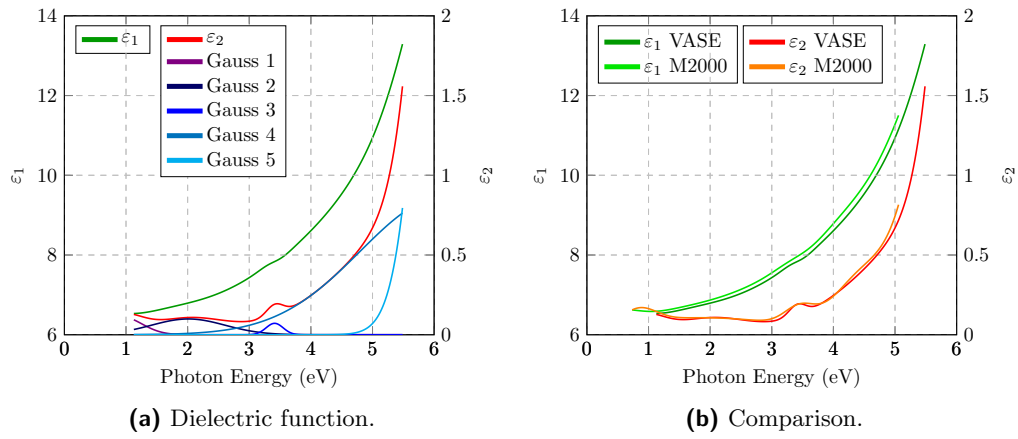 14
12
10
8
6
ε1
2
1.5
1
0.5
0
ε2
ε1
ε2
Gauss 1
Gauss 2
Gauss 3
Gauss 4
Gauss 5
0 1 2 3 4 5 6
Photon Energy (eV)
(a) Dielectric function.
14
12
10
8
6
ε1
2
1.5
1
0.5
0
ε2
ε1 VASE
ε1 M2000
ε2 VASE
ε2 M2000
0 1 2 3 4 5 6
Photon Energy (eV)
(b) Comparison.